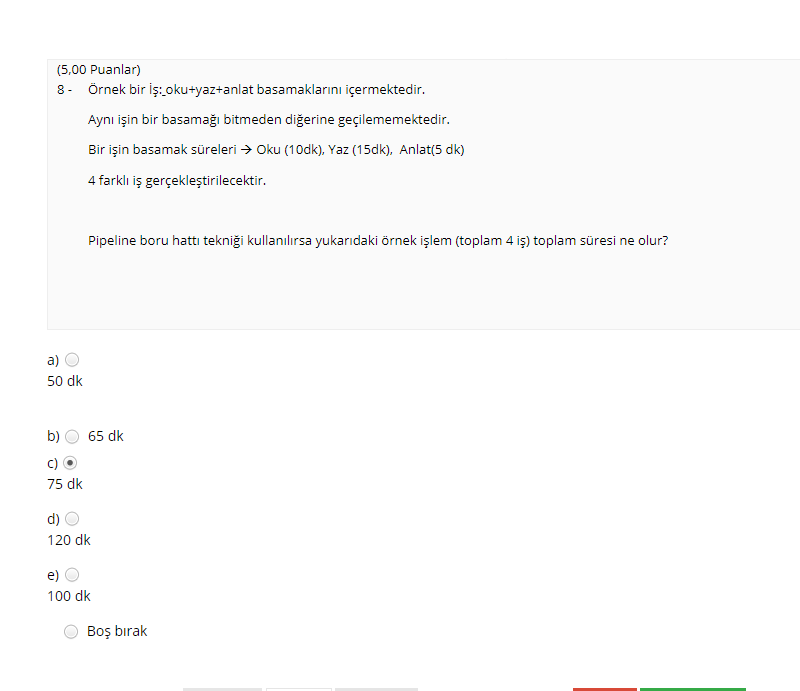 (5,00 Puanlar)
8 - Örnek bir İş: oku+yaz+anlat basamaklarını içermektedir.
Aynı işin bir basamağı bitmeden diğerine geçilememektedir.
Bir işin basamak süreleri → Oku (10dk), Yaz (15dk), Anlat(5 dk)
4 farklı iş gerçekleştirilecektir.
Pipeline boru hattı tekniği kullanılırsa yukarıdaki örnek işlem (toplam 4 iş) toplam süresi ne olur?
a)
50 dk
b) 65 dk
c)
75 dk
d)
120 dk
e)
100 dk
Boş bırak